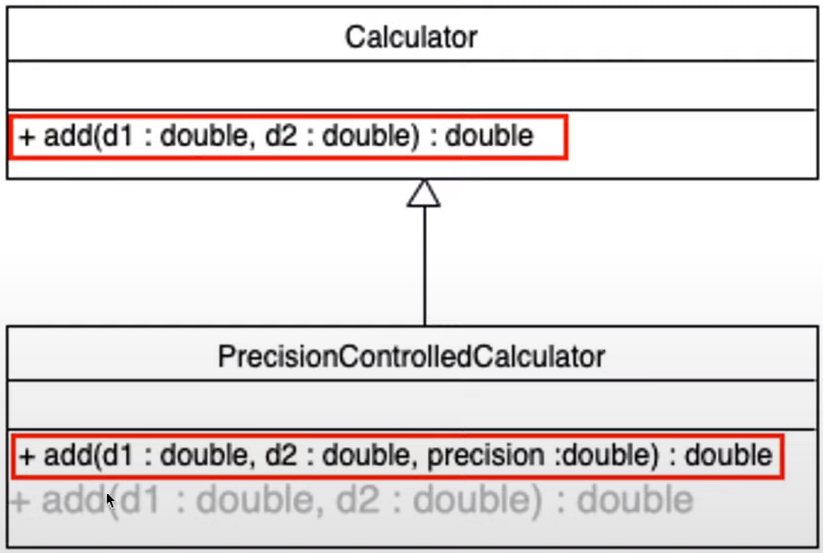 Calculator
+ add(d1 : double, d2 : double) : double
PrecisionControlledCalculator
+ add(d1 : double, d2 : double, precision :double) : double
+ add(d1 : double, d2 : double) : double